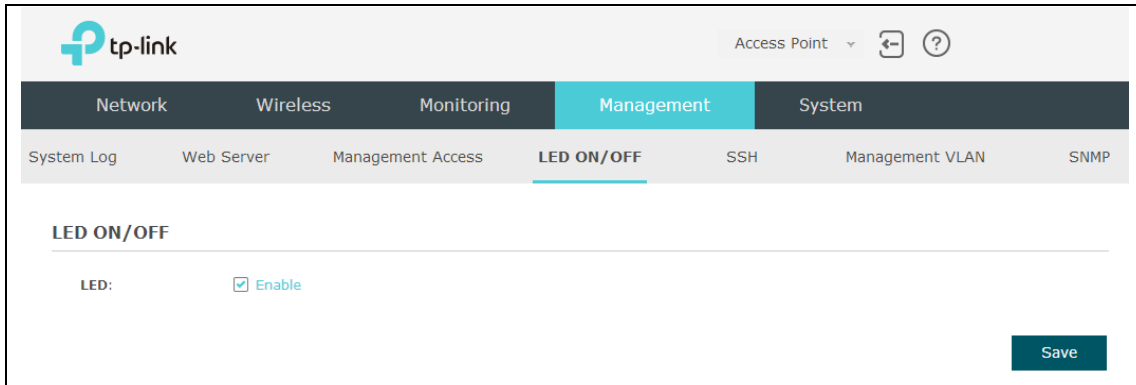 tp-link
Access Point
Network Wireless Monitoring Management System
System Log Web Server Management Access LED ON/OFF SSH Management VLAN SNMP
LED ON/OFF
LED: Enable
Save